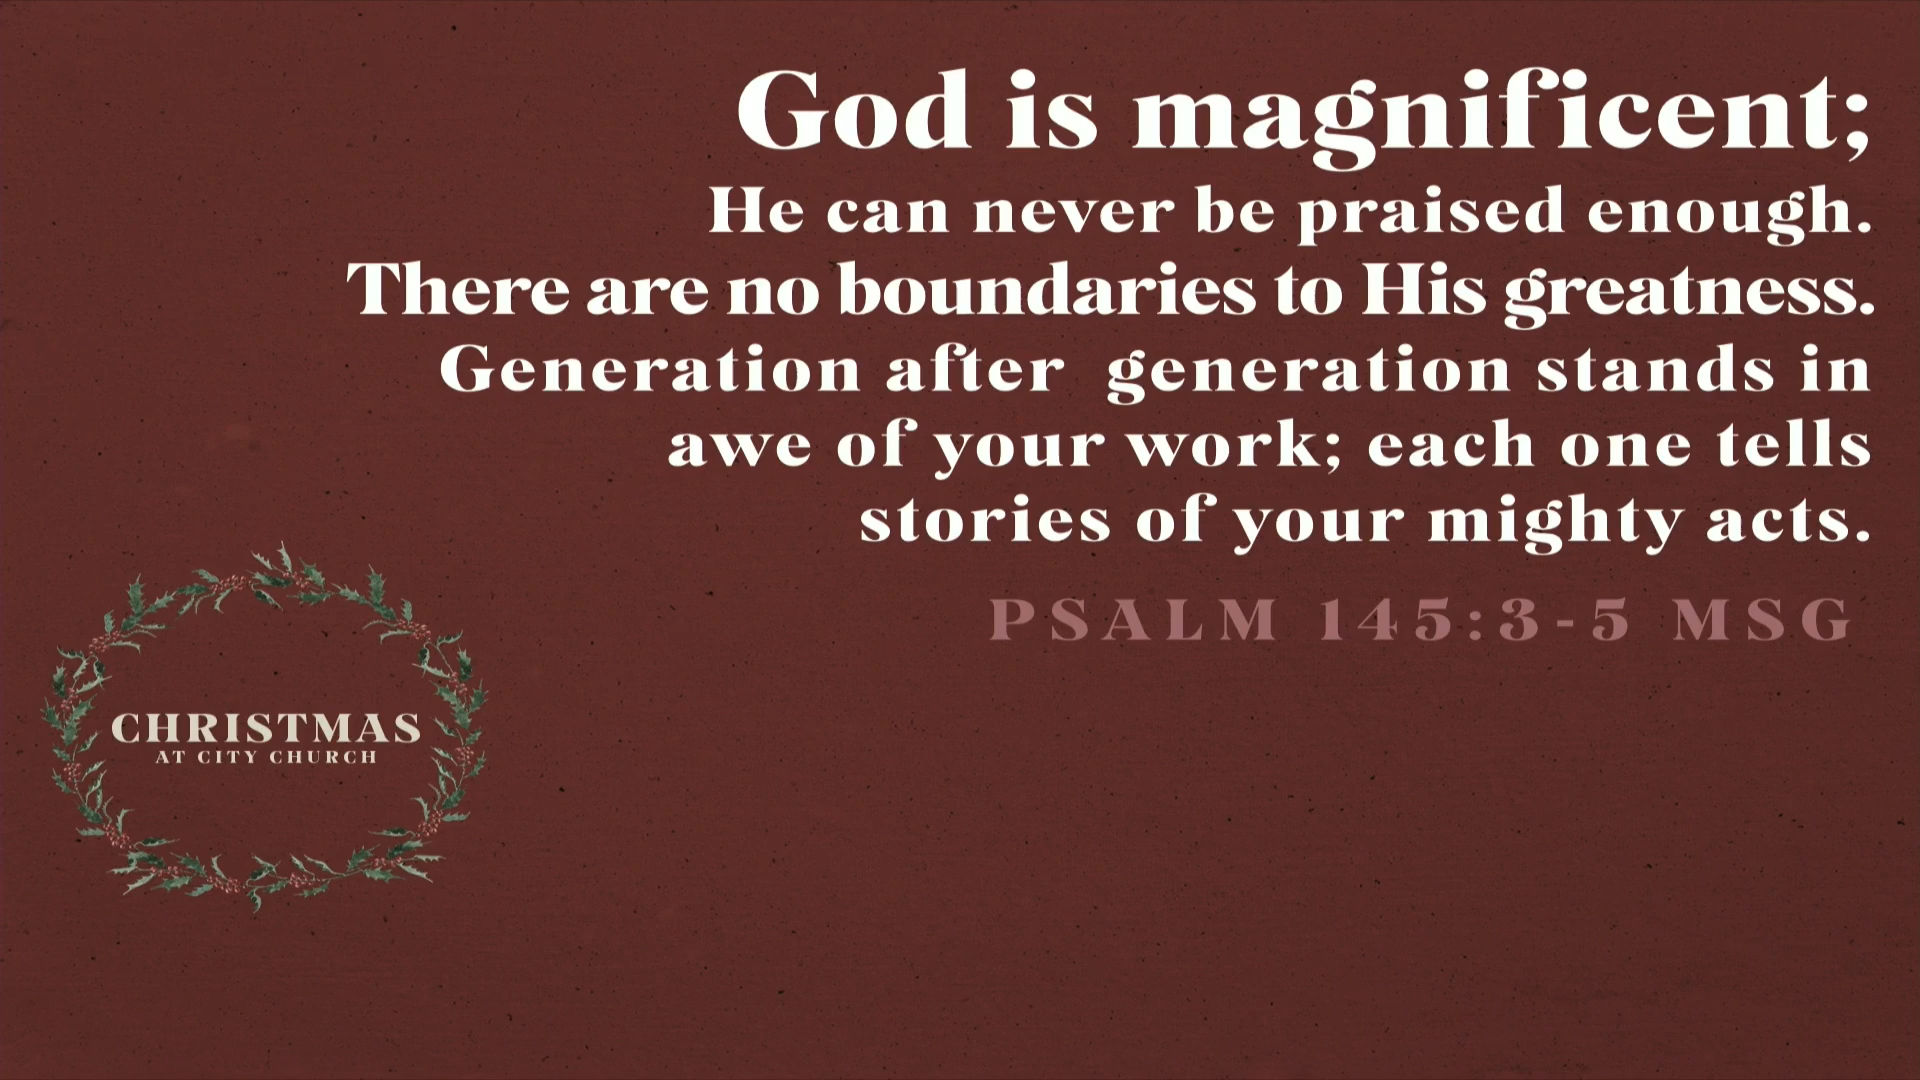 God is magnificent;
He can never be praised enough.
There are no boundaries to His greatness.
Generation after generation stands in
awe of your work; each one tells
stories of your mighty acts.
PSALM 145:3-5 MSG
CHRISTMAS
AT CITY CHURCH